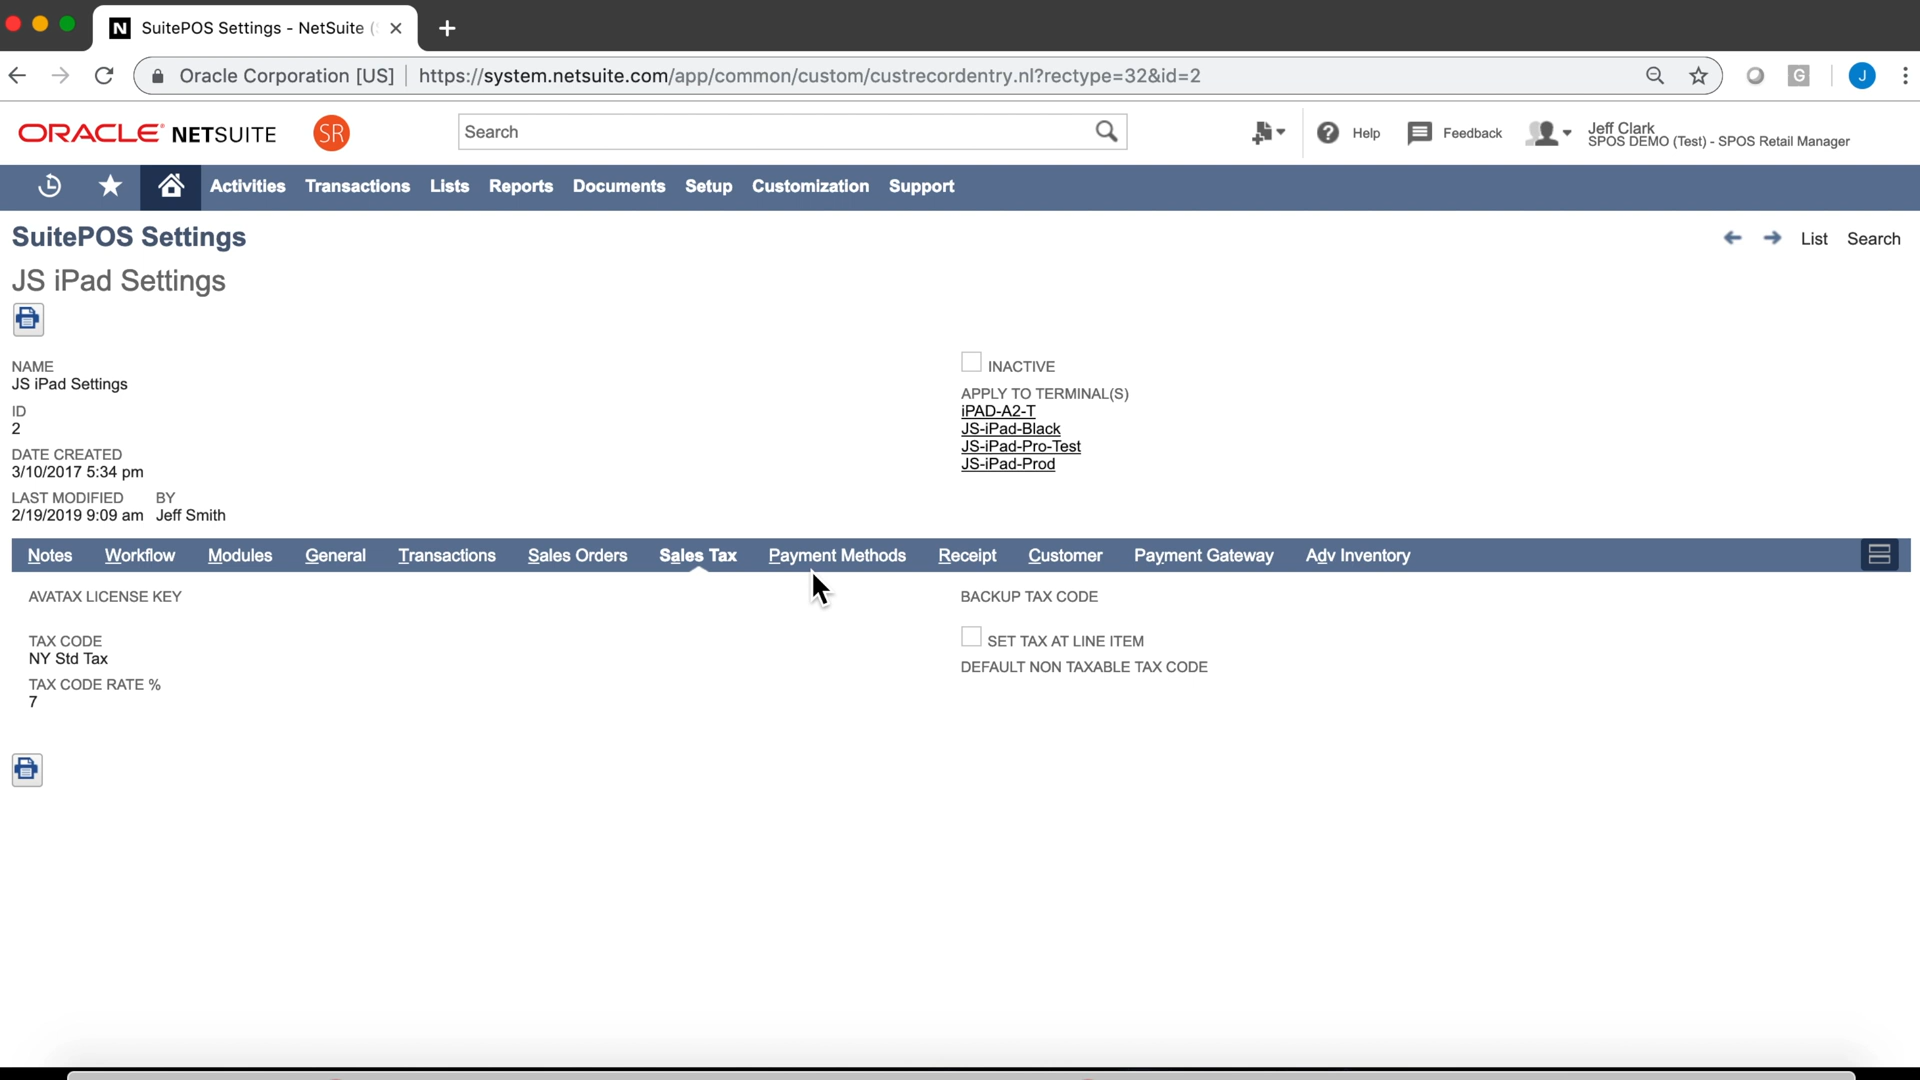 N SuitePOS Settings - NetSuite (
Oracle Corporation [US] https://system.netsuite.com/app/common/custom/custrecordentry.nl?rectype=32&id=2 G J
ORACLE NETSUITE SR Search Help Feedback Jeff Clark
SPOS DEMO (Test) - SPOS Retail Manager
Activities Transactions Lists Reports Documents Setup Customization Support
SuitePOS Settings List Search
JS iPad Settings
NAME
JS iPad Settings
ID
2
DATE CREATED
3/10/2017 5:34 pm
LAST MODIFIED BY
2/19/2019 9:09 am Jeff Smith
INACTIVE
APPLY TO TERMINAL(S)
iPAD-A2-T
JS-iPad-Black
JS-iPad-Pro-Test
JS-iPad-Prod
Notes Workflow Modules General Transactions Sales Orders Sales Tax Payment Methods Receipt Customer Payment Gateway Adv Inventory
AVATAX LICENSE KEY
TAX CODE
NY Std Tax
TAX CODE RATE %
7
BACKUP TAX CODE
SET TAX AT LINE ITEM
DEFAULT NON TAXABLE TAX CODE